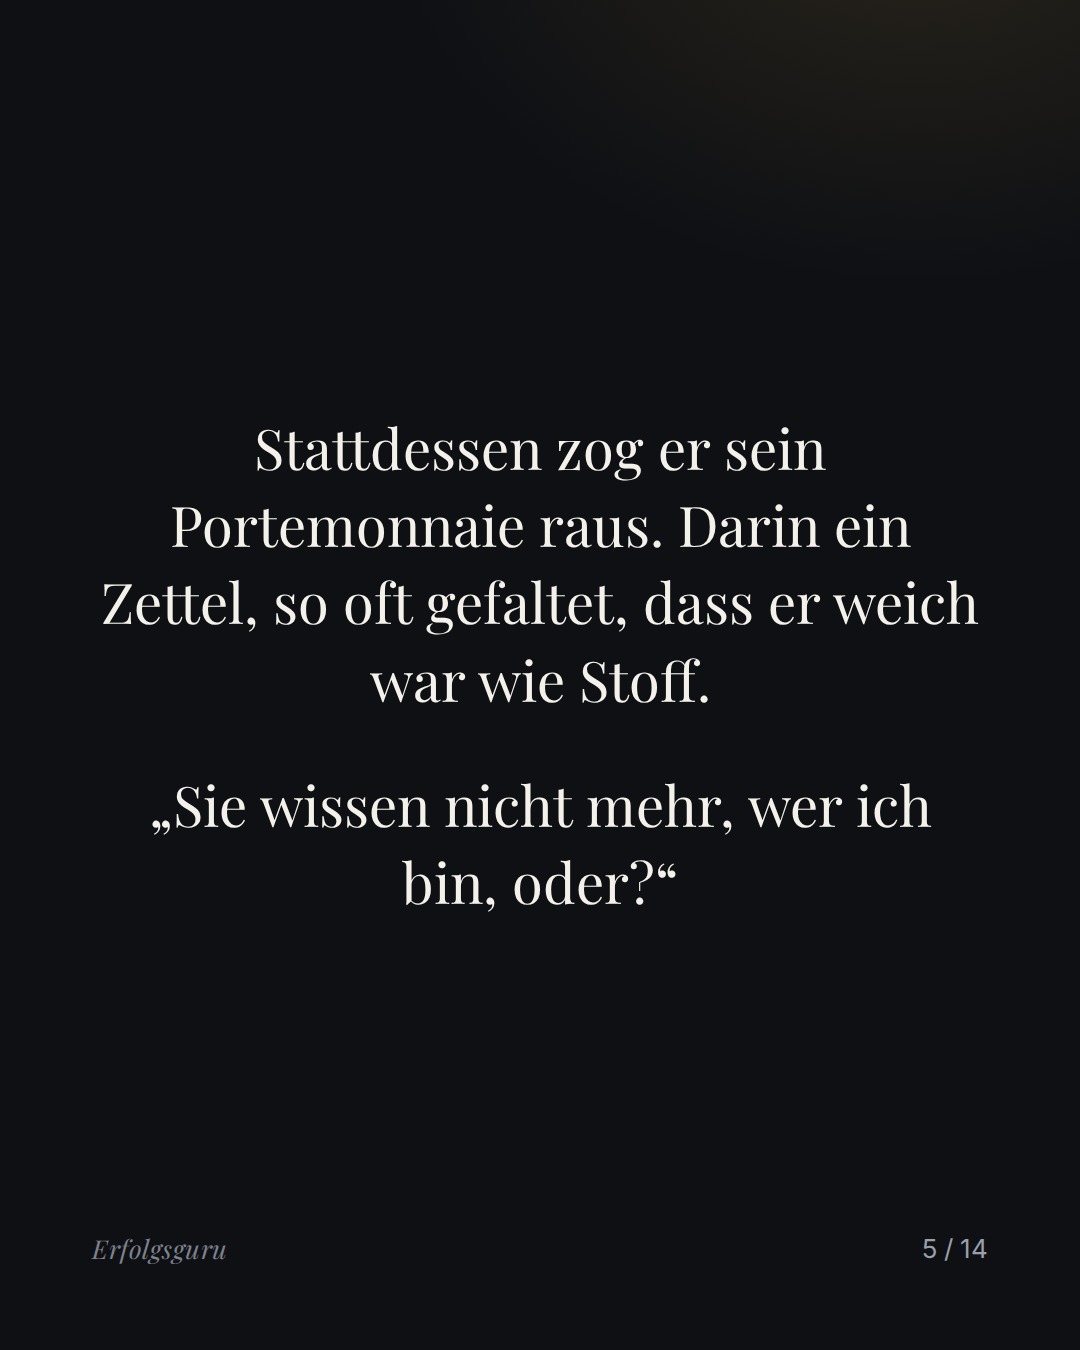 Stattdessen zog er sein
Portemonnaie raus. Darin ein
Zettel, so oft gefaltet, dass er weich
war wie Stoff.
„Sie wissen nicht mehr, wer ich
bin, oder?“
Erfolgsguru
5 / 14